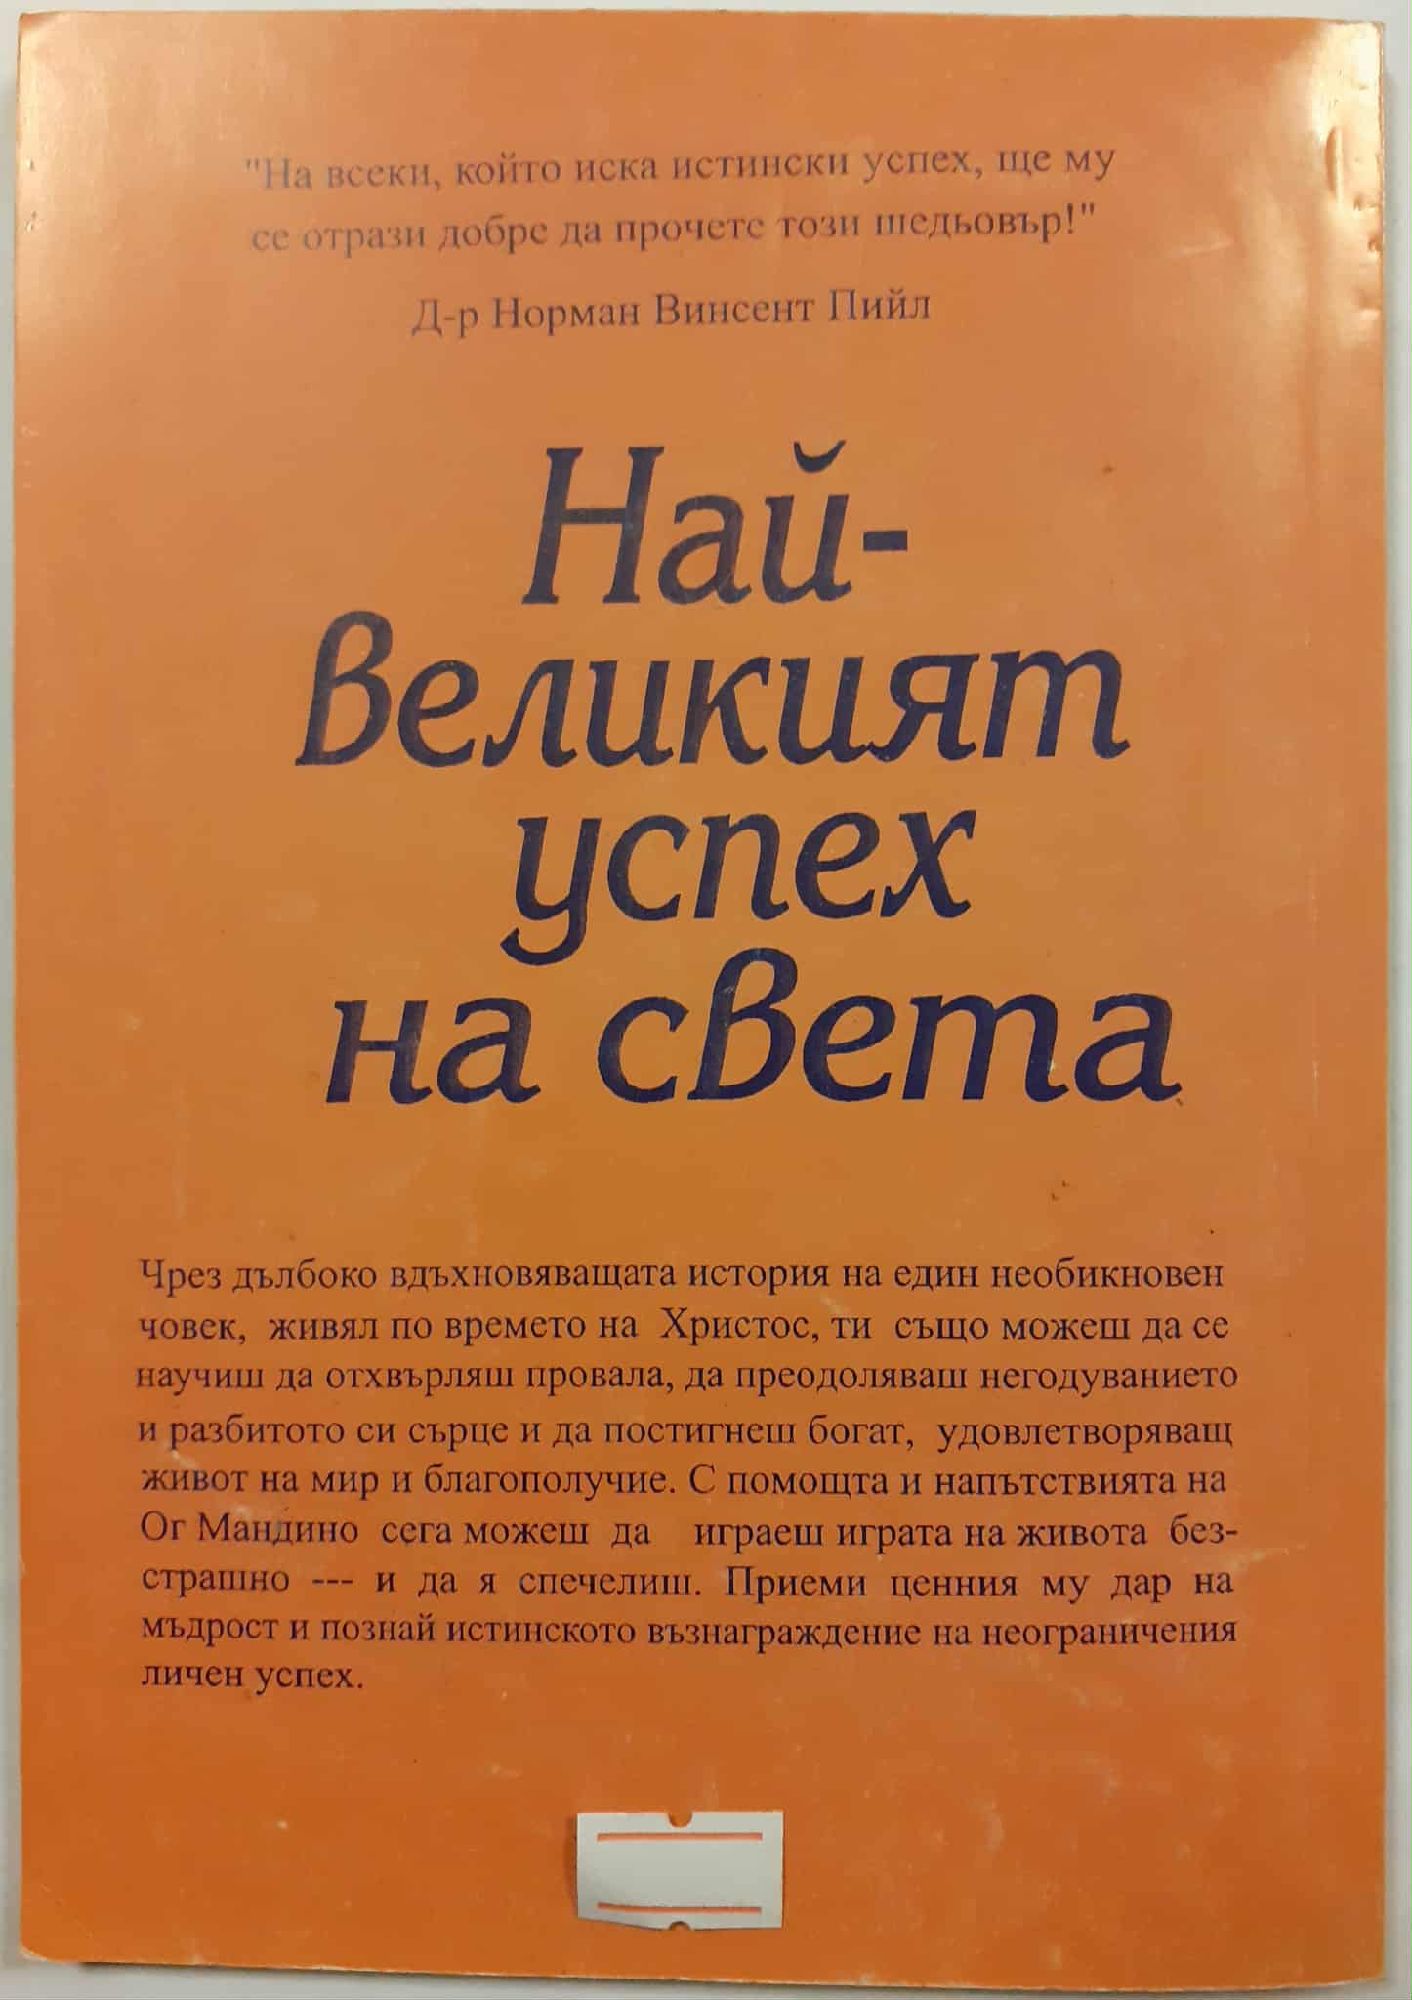 "На всеки, който иска истински успех, ще му
се отрази добре да прочете този шедьовър!"
Д-р Норман Винсент Пийл
Най-
великият
успех
на света
Чрез дълбоко вдъхновяващата история на един необикновен
човек, живял по времето на Христос, ти също можеш да се
научиш да отхвърляш провала, да преодоляваш негодуванието
и разбитото си сърце и да постигнеш богат, удовлетворяващ
живот на мир и благополучие. С помощта и напътствията на
Ог Мандино сега можеш да играеш играта на живота без-
страшно --- и да я спечелиш. Приеми ценния му дар на
мъдрост и познай истинското възнаграждение на неограничения
личен успех.